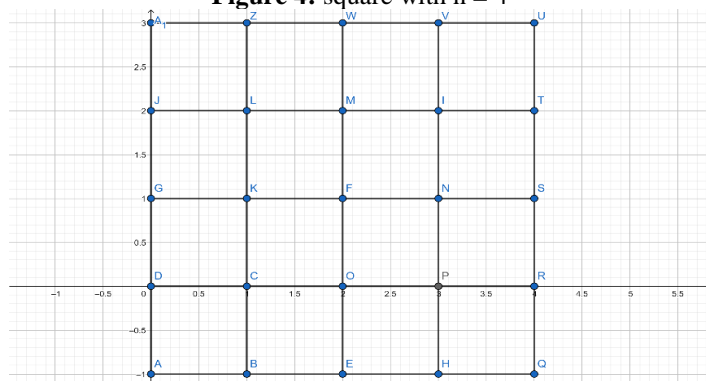 Figure 4: square with n = 4
3 A₁ Z W V U
2.5
2 J L M I T
1.5
1 G K F N S
0.5
D C O P R
−1 −0.5 0 0.5 1 1.5 2 2.5 3 3.5 4 4.5 5 5.5
−0.5
A B E H Q
−1